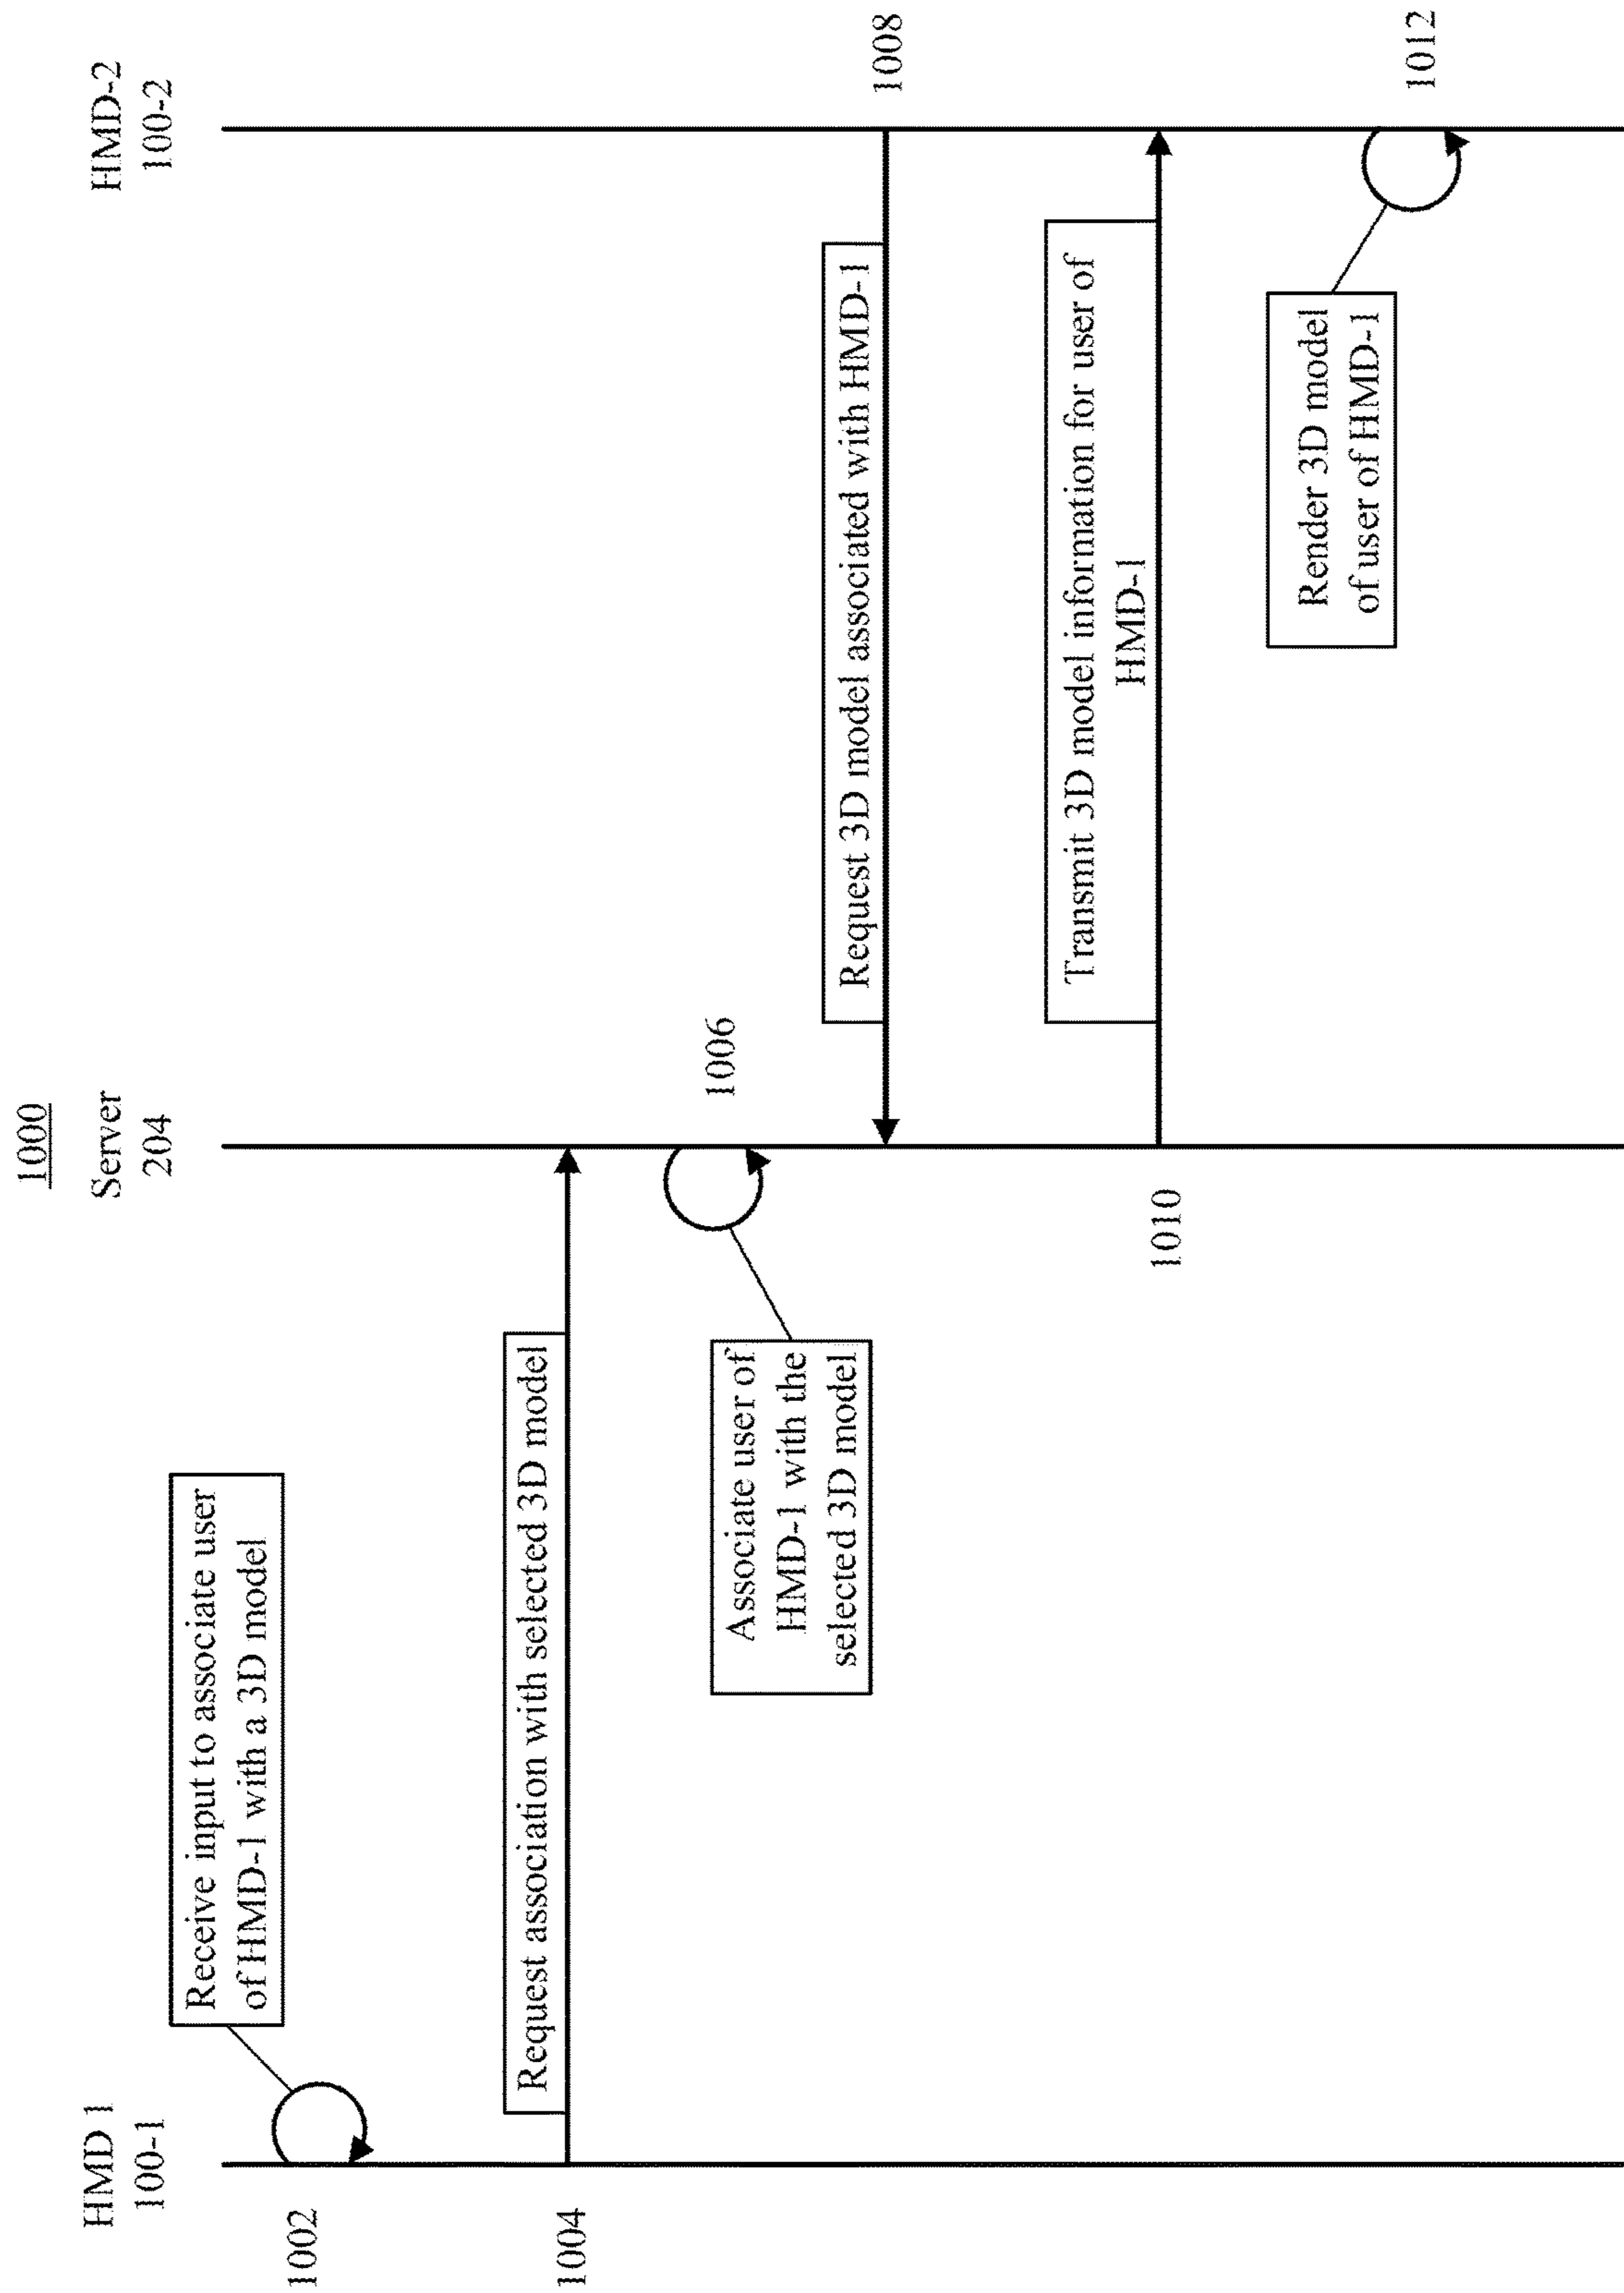 1000
HMD 1
100-1
Server
204
HMD-2
100-2
1002
Receive input to associate user
of HMD-1 with a 3D model
1004
Request association with selected 3D model
1006
Associate user of
HMD-1 with the
selected 3D model
Request 3D model associated with HMD-1
1008
1010
Transmit 3D model information for user of
HMD-1
Render 3D model
of user of HMD-1
1012